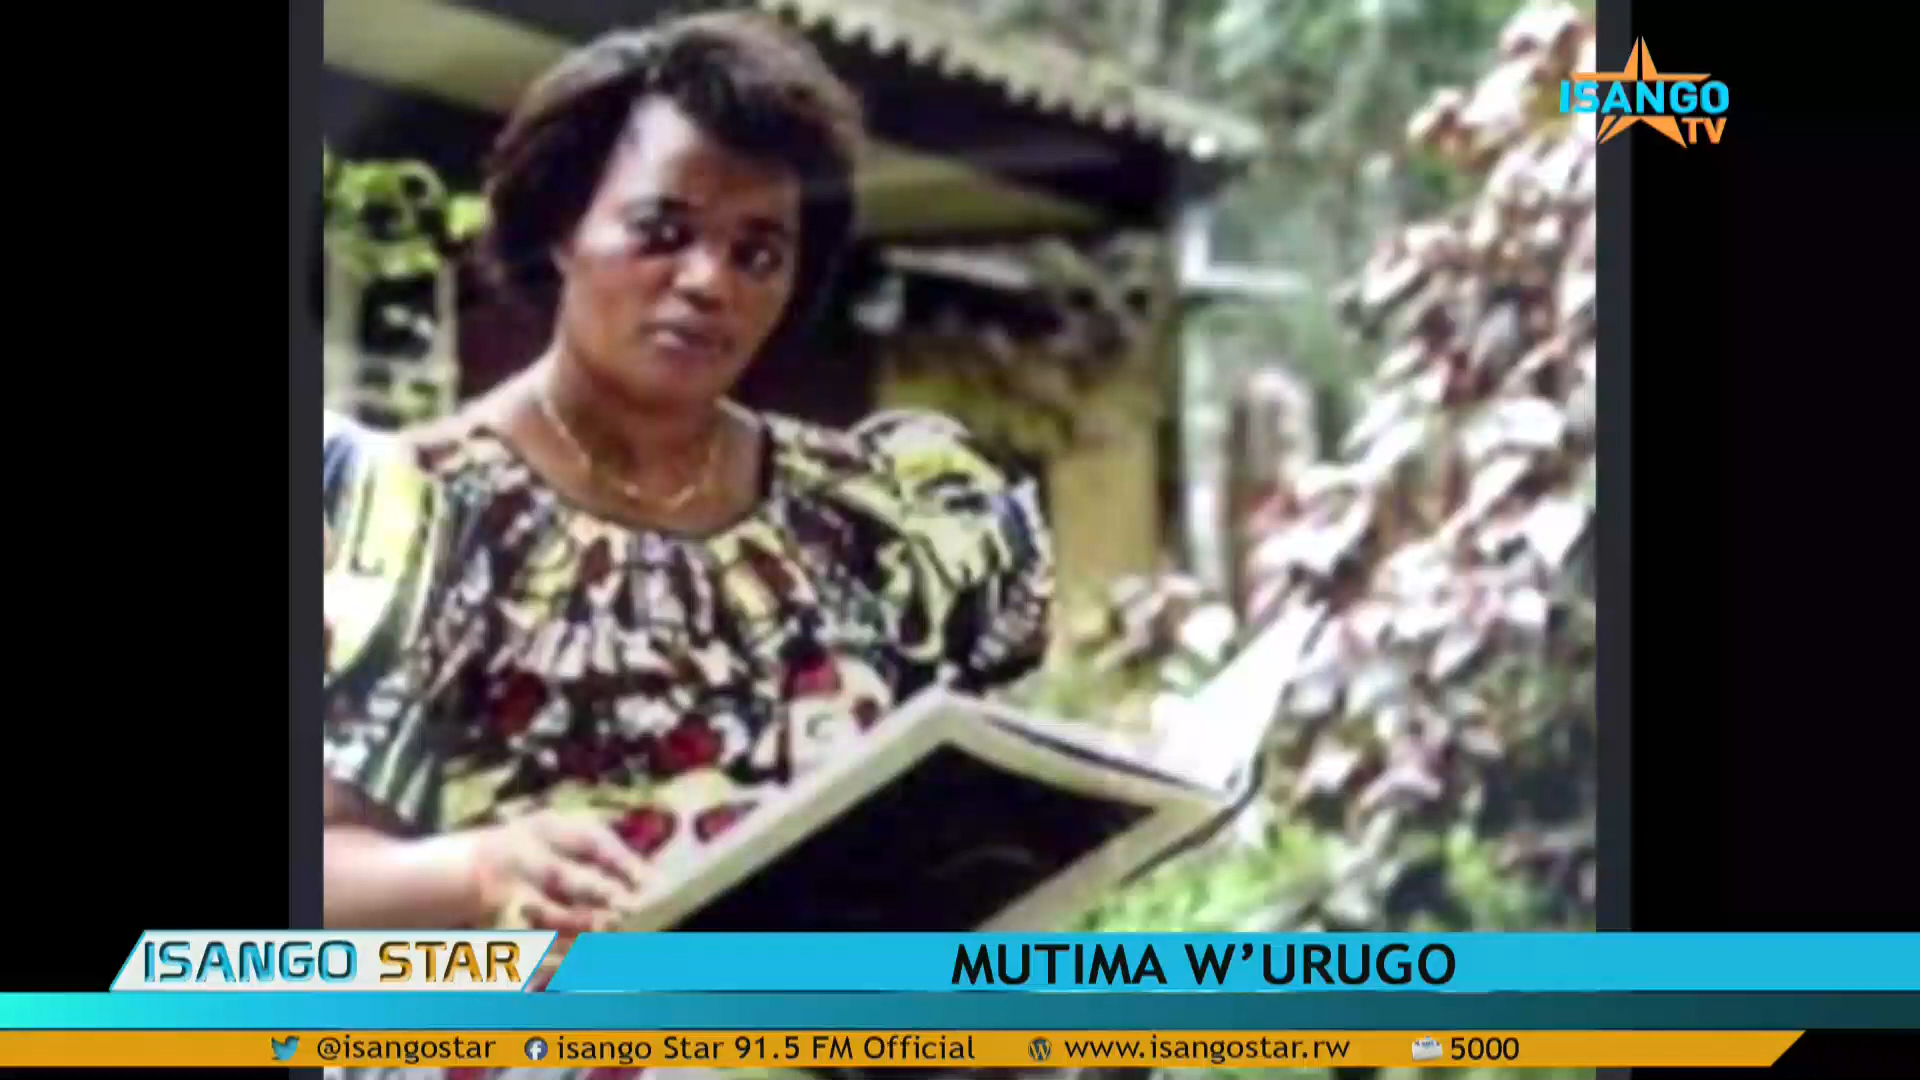 ISANGO
TV
ISANGO STAR
MUTIMA W'URUGO
@isangostar
isango Star 91.5 FM Official
www.isangostar.rw
5000